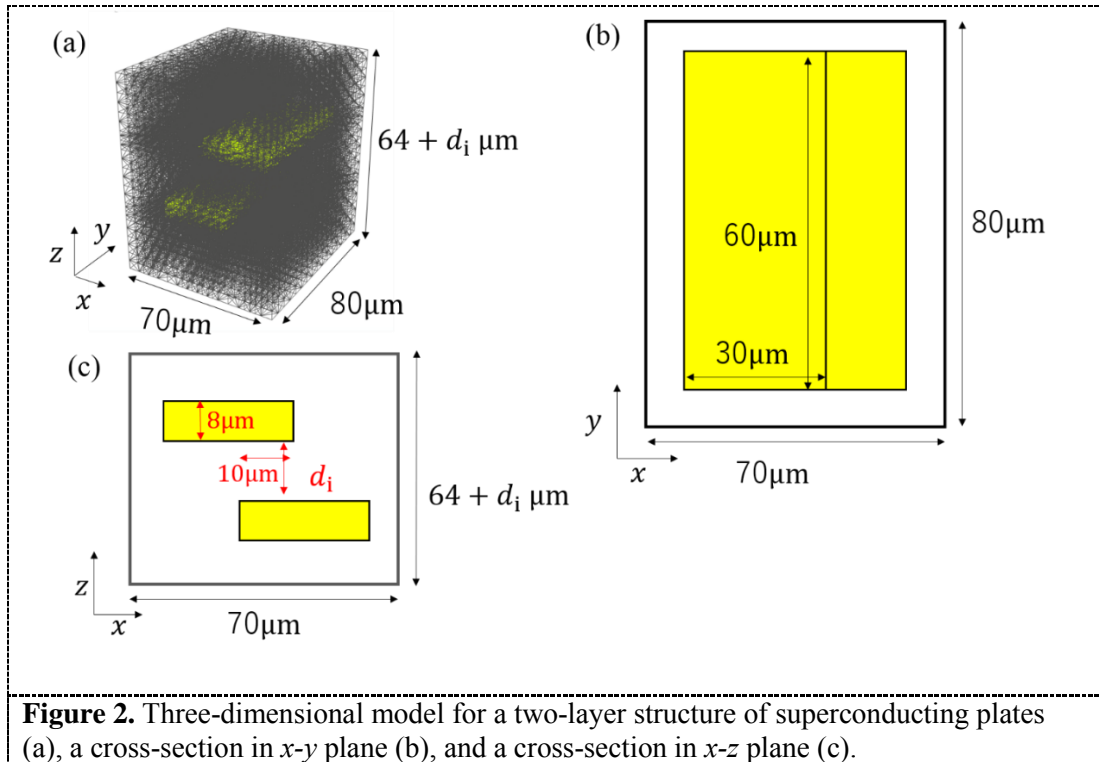 (a)
64 + dᵢ μm
z
y
x
70μm
80μm
(b)
60μm
80μm
30μm
y
x
70μm
(c)
8μm
10μm
dᵢ
64 + dᵢ μm
z
x
70μm
Figure 2. Three-dimensional model for a two-layer structure of superconducting plates
(a), a cross-section in x-y plane (b), and a cross-section in x-z plane (c).